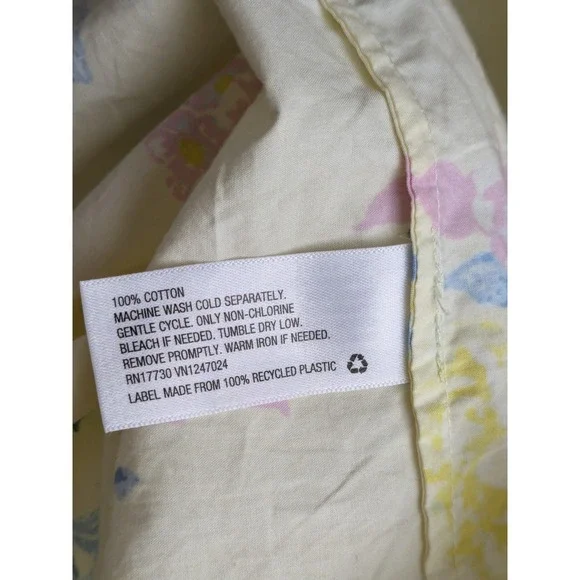 100% COTTON
MACHINE WASH COLD SEPARATELY.
GENTLE CYCLE. ONLY NON-CHLORINE
BLEACH IF NEEDED. TUMBLE DRY LOW.
REMOVE PROMPTLY. WARM IRON IF NEEDED.
RN17730 VN1247024
LABEL MADE FROM 100% RECYCLED PLASTIC